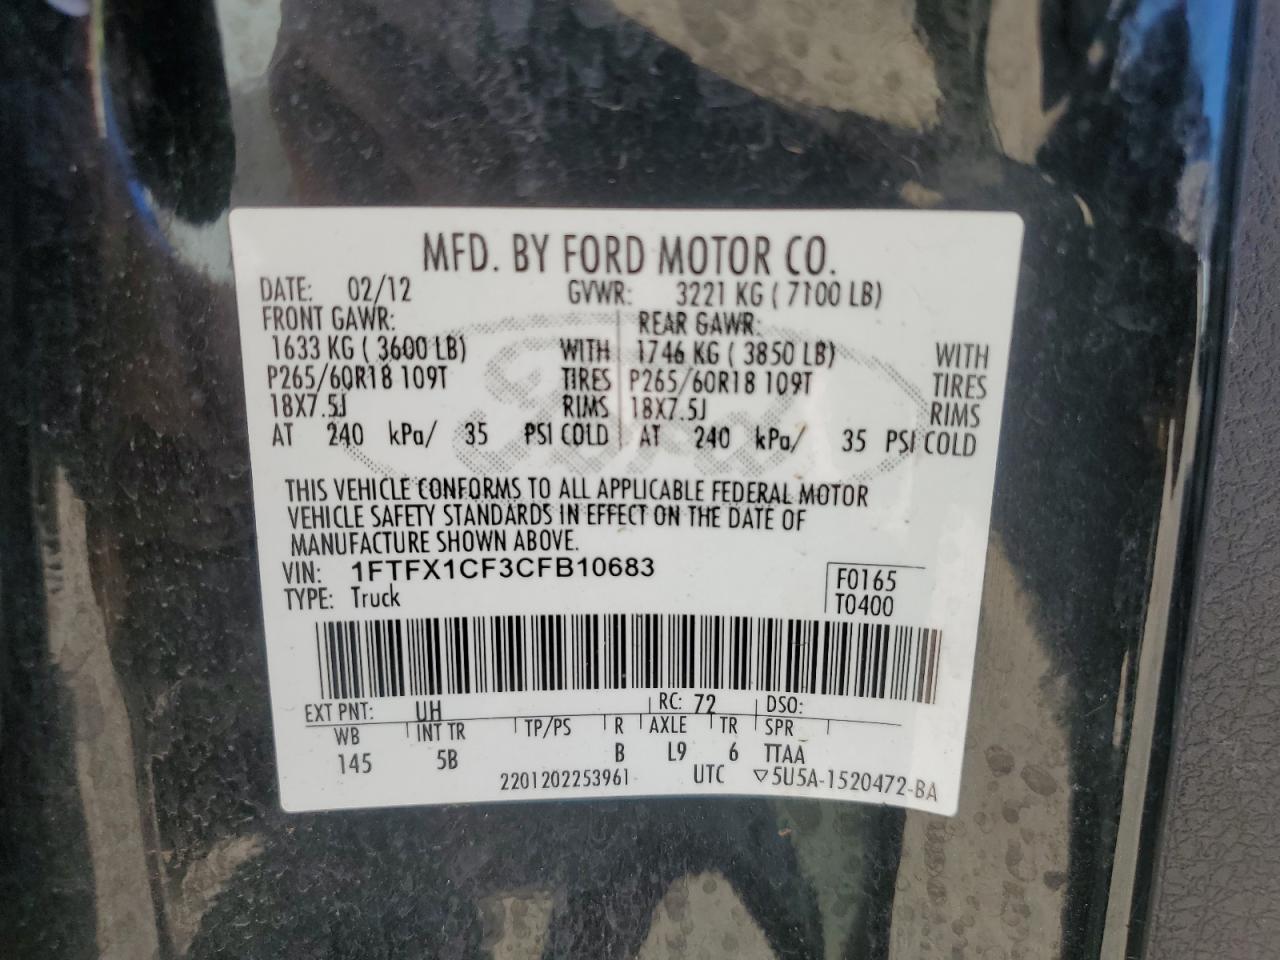 MFD. BY FORD MOTOR CO.
DATE: 02/12 GVWR: 3221 KG ( 7100 LB)
FRONT GAWR: REAR GAWR:
1633 KG ( 3600 LB) WITH 1746 KG ( 3850 LB) WITH
P265/60R18 109T TIRES P265/60R18 109T TIRES
18X7.5J RIMS 18X7.5J RIMS
AT 240 kPa/ 35 PSI COLD AT 240 kPa/ 35 PSI COLD
Ford
THIS VEHICLE CONFORMS TO ALL APPLICABLE FEDERAL MOTOR
VEHICLE SAFETY STANDARDS IN EFFECT ON THE DATE OF
MANUFACTURE SHOWN ABOVE.
VIN: 1FTFX1CF3CFB10683 F0165
TYPE: Truck T0400
EXT PNT: UH RC: 72 DSO:
WB INT TR TP/PS R AXLE TR SPR
145 5B B L9 6 TTAA
2201202253961 UTC ▽5U5A-1520472-BA